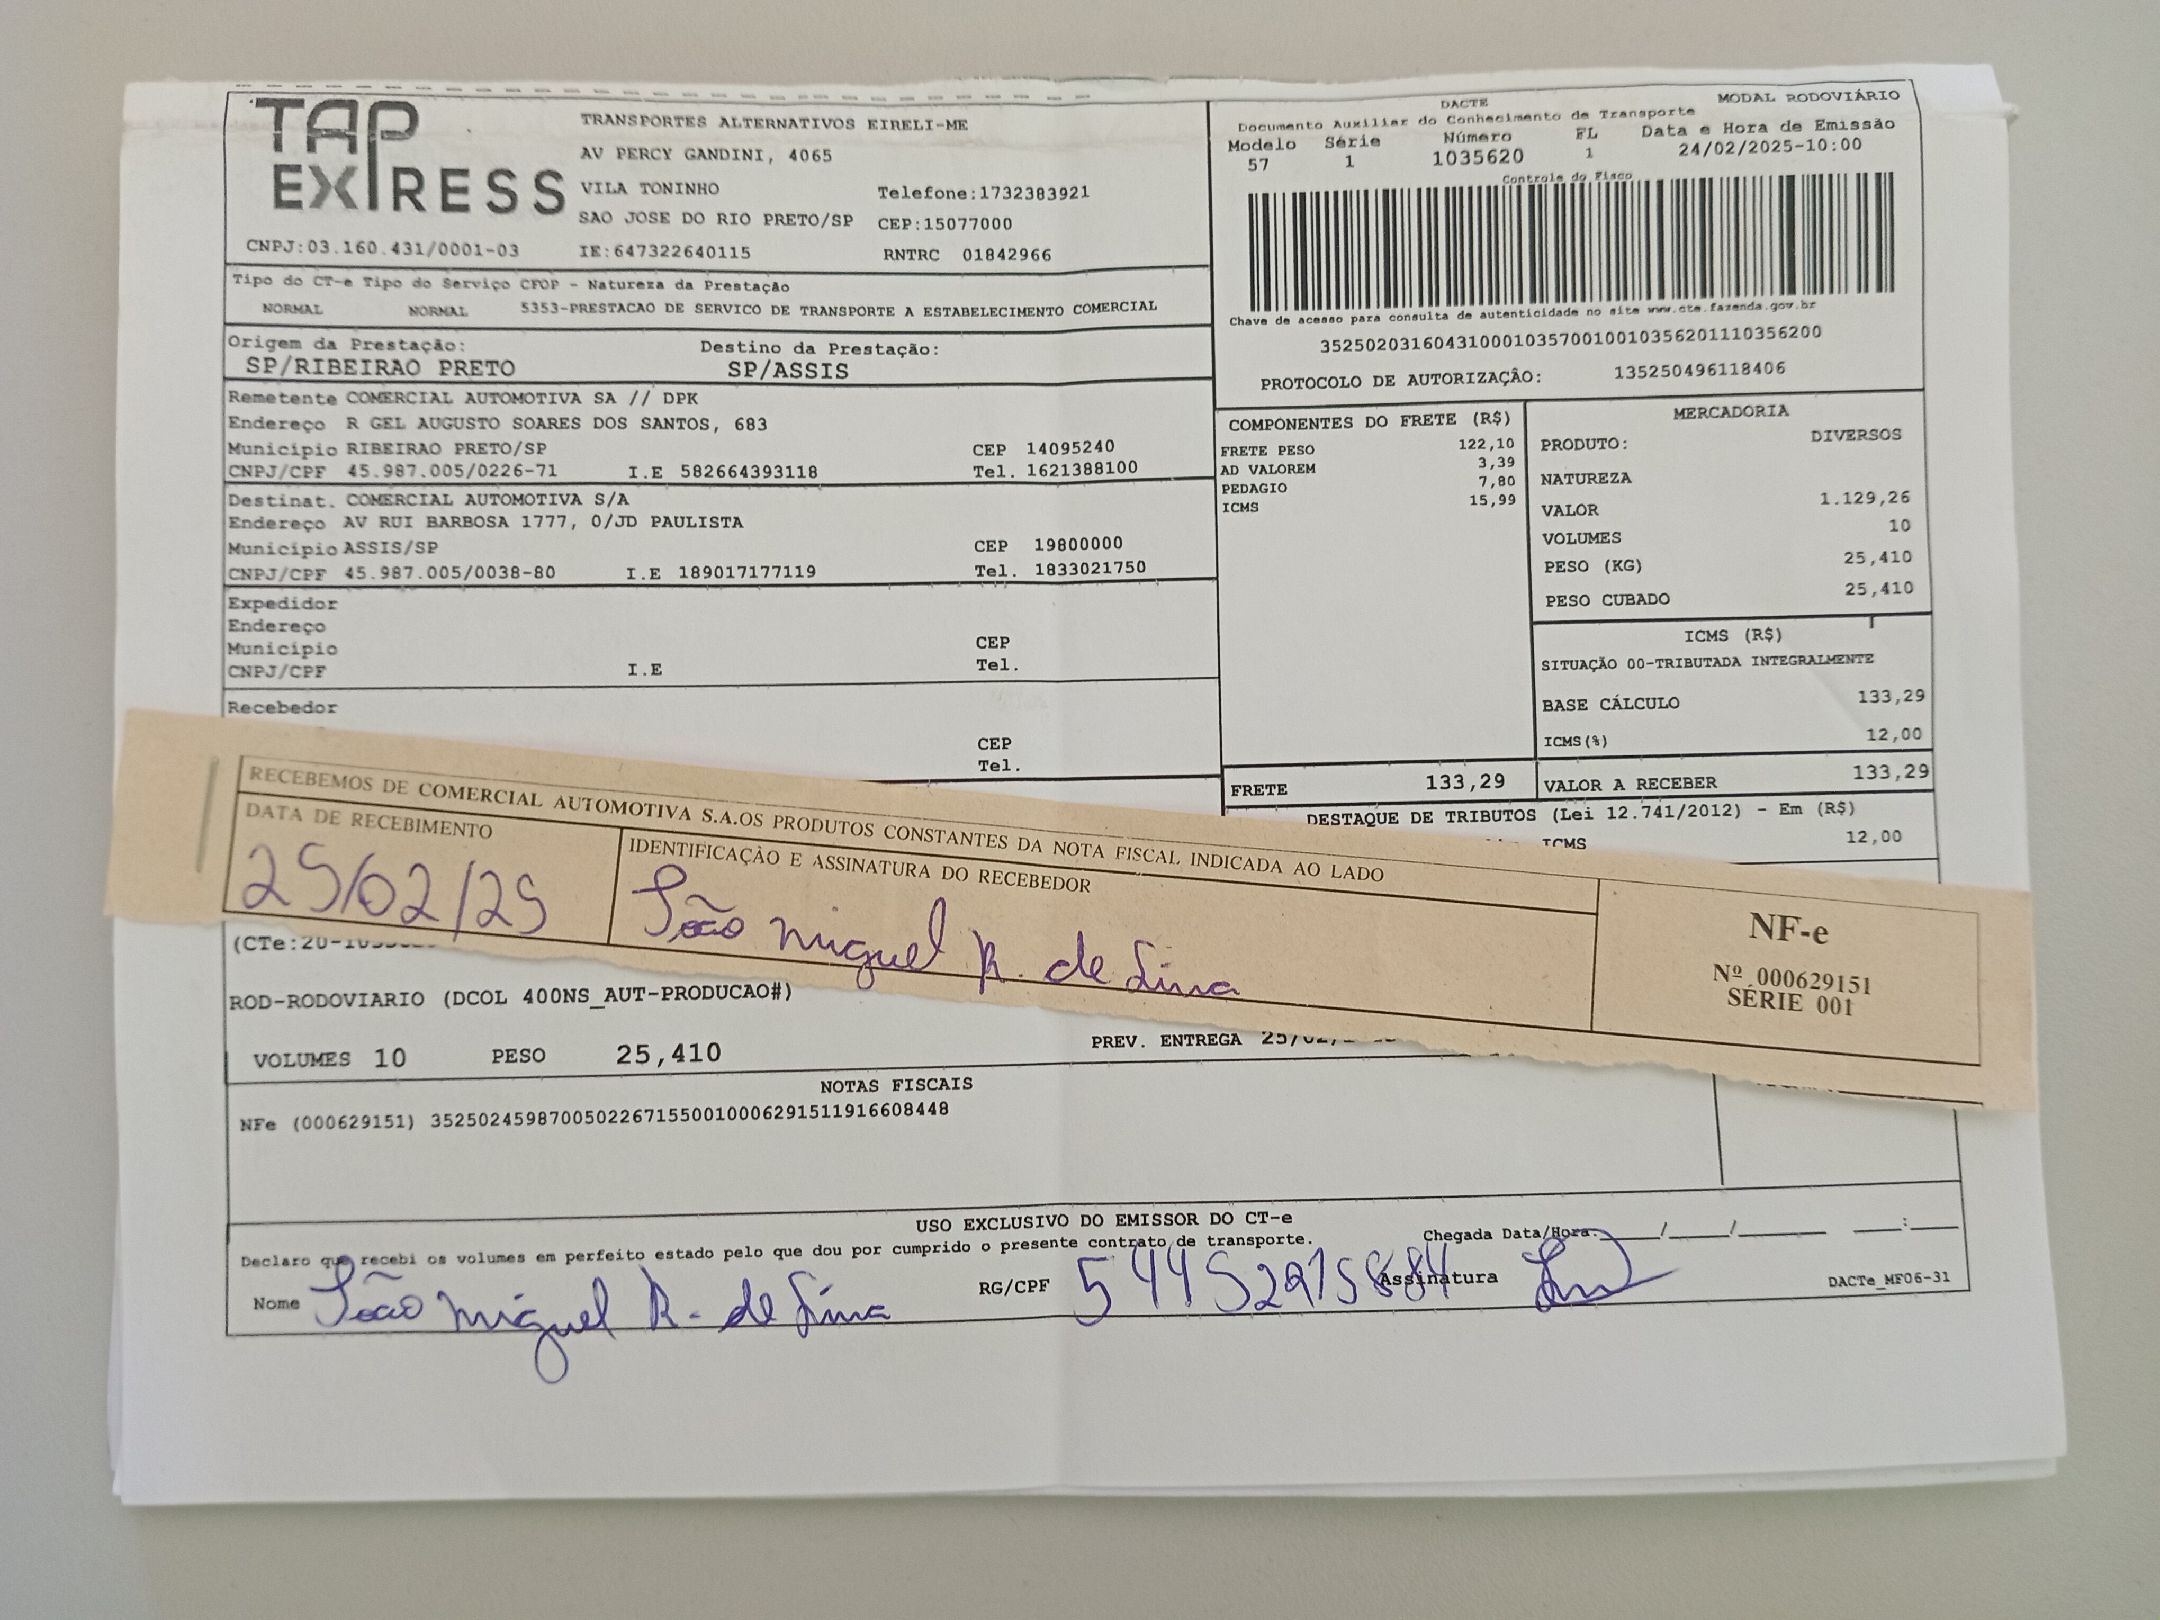 TAP EXPRESS
TRANSPORTES ALTERNATIVOS EIRELI-ME
AV PERCY GANDINI, 4065
VILA TONINHO Telefone:1732383921
SAO JOSE DO RIO PRETO/SP CEP:15077000
CNPJ:03.160.431/0001-03 IE:647322640115 RNTRC 01842966
DACTE MODAL RODOVIÁRIO
Documento Auxiliar do Conhecimento de Transporte
Modelo Série Número FL Data e Hora de Emissão
57 1 1035620 1 24/02/2025-10:00
Controle do Fisco
Chave de acesso para consulta de autenticidade no site www.cte.fazenda.gov.br
35250203160431000103570010010356201110356200
PROTOCOLO DE AUTORIZAÇÃO: 135250496118406
Tipo do CT-e Tipo do Serviço CFOP - Natureza da Prestação
NORMAL NORMAL 5353-PRESTACAO DE SERVICO DE TRANSPORTE A ESTABELECIMENTO COMERCIAL
Origem da Prestação: Destino da Prestação:
SP/RIBEIRAO PRETO SP/ASSIS
Remetente COMERCIAL AUTOMOTIVA SA // DPK
Endereço R GEL AUGUSTO SOARES DOS SANTOS, 683
Município RIBEIRAO PRETO/SP CEP 14095240
CNPJ/CPF 45.987.005/0226-71 I.E 582664393118 Tel. 1621388100
Destinat. COMERCIAL AUTOMOTIVA S/A
Endereço AV RUI BARBOSA 1777, 0/JD PAULISTA
Município ASSIS/SP CEP 19800000
CNPJ/CPF 45.987.005/0038-80 I.E 189017177119 Tel. 1833021750
Expedidor
Endereço
Município CEP
CNPJ/CPF I.E Tel.
Recebedor
CEP
Tel.
COMPONENTES DO FRETE (R$)
FRETE PESO 122,10
AD VALOREM 3,39
PEDAGIO 7,80
ICMS 15,99
MERCADORIA
PRODUTO: DIVERSOS
NATUREZA
VALOR 1.129,26
VOLUMES 10
PESO (KG) 25,410
PESO CUBADO 25,410
ICMS (R$)
SITUAÇÃO 00-TRIBUTADA INTEGRALMENTE
BASE CÁLCULO 133,29
ICMS(%) 12,00
FRETE 133,29 VALOR A RECEBER 133,29
DESTAQUE DE TRIBUTOS (Lei 12.741/2012) - Em (R$)
ICMS 12,00
RECEBEMOS DE COMERCIAL AUTOMOTIVA S.A.OS PRODUTOS CONSTANTES DA NOTA FISCAL INDICADA AO LADO
DATA DE RECEBIMENTO IDENTIFICAÇÃO E ASSINATURA DO RECEBEDOR
25/02/25 João Miguel R. de Lima
NF-e
Nº 000629151
SÉRIE 001
ROD-RODOVIARIO (DCOL 400NS_AUT-PRODUCAO#)
VOLUMES 10 PESO 25,410 PREV. ENTREGA 25/02/
NOTAS FISCAIS
NFe (000629151) 35250245987005022671550010006291511916608448
USO EXCLUSIVO DO EMISSOR DO CT-e
Declaro que recebi os volumes em perfeito estado pelo que dou por cumprido o presente contrato de transporte. Chegada Data/Hora: / / :
Nome João Miguel R. de Lima RG/CPF 54452975884 Assinatura DACTe_MF06-31